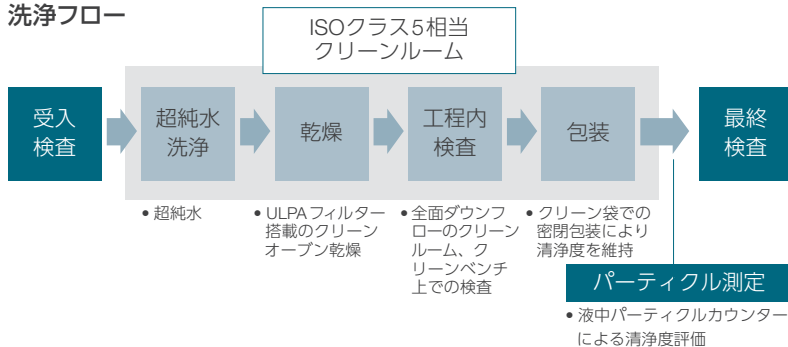 洗浄フロー
ISOクラス5相当
クリーンルーム
受入
検査
超純水
洗浄
乾燥
工程内
検査
包装
最終
検査
• 超純水
• ULPAフィルター
搭載のクリーン
オーブン乾燥
• 全面ダウンフ
ローのクリーン
ルーム、ク
リーンベンチ
上での検査
• クリーン袋での
密閉包装により
清浄度を維持
パーティクル測定
• 液中パーティクルカウンター
による清浄度評価